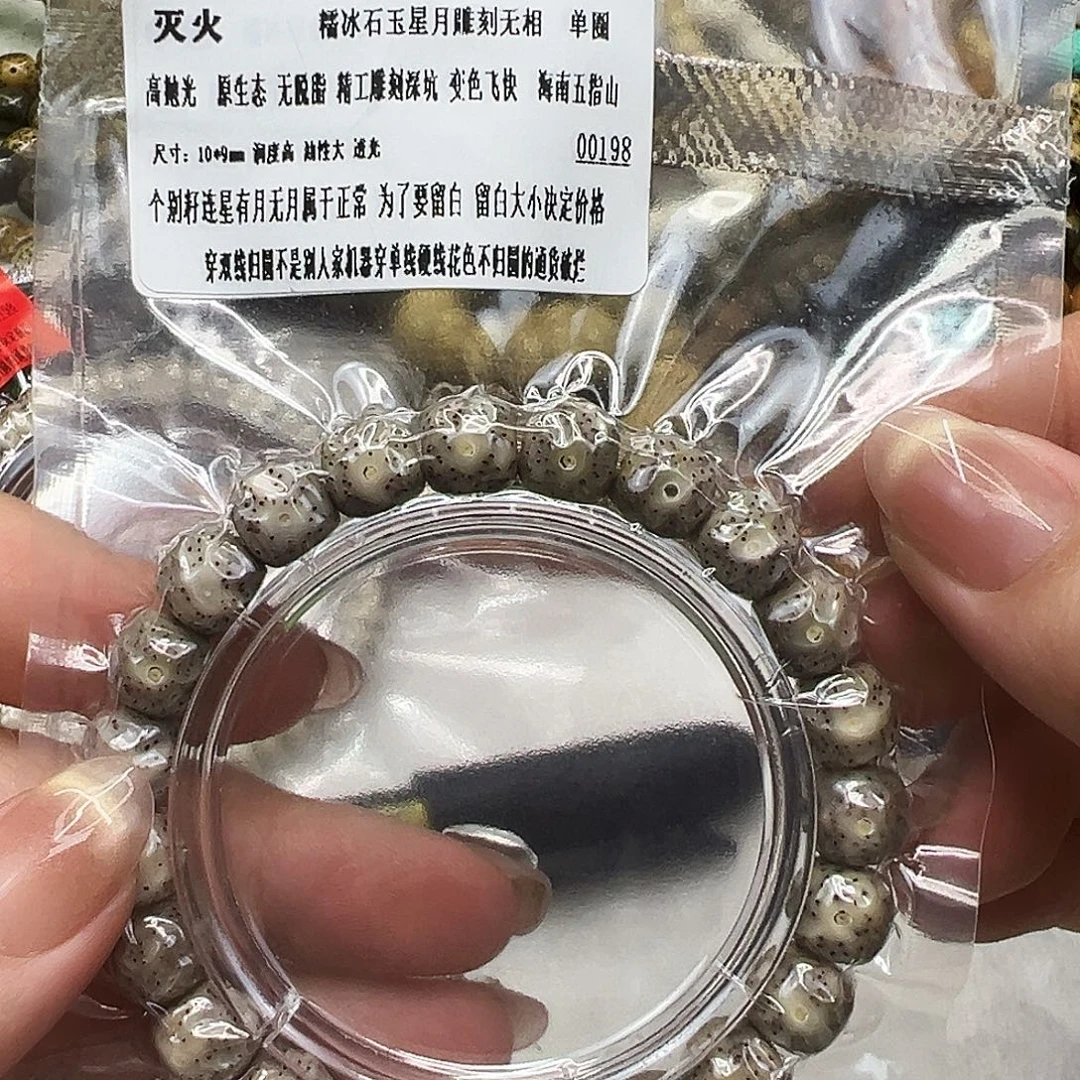 灭火 糯冰石玉星月雕刻无相 单圈
高抛光 原生态 无脱脂 精工雕刻深坑 变色飞快 海南五指山
尺寸：10*9mm 润度高 油性大 透光 00198
个别籽连星有月无月属于正常 为了要留白 留白大小决定价格
穿双线归圆不是别人家机器穿单线硬线花色不归圆的通货破烂